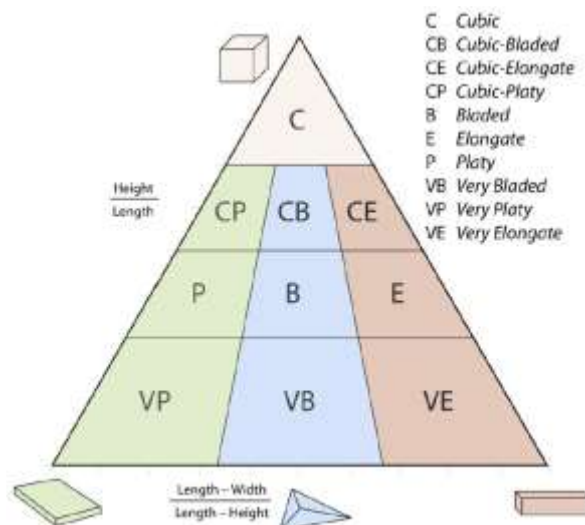 C Cubic
CB Cubic-Bladed
CE Cubic-Elongate
CP Cubic-Platy
B Bladed
E Elongate
P Platy
VB Very Bladed
VP Very Platy
VE Very Elongate
C
Height
Length
CP CB CE
P B E
VP VB VE
Length – Width
Length – Height